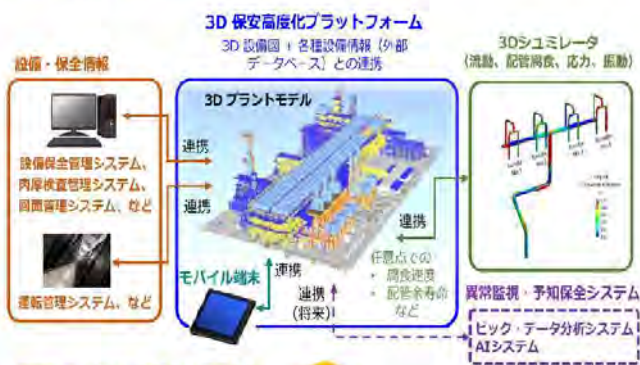 3D 保安高度化プラットフォーム
3D 設備図 + 各種設備情報（外部
データベース）との連携
設備・保全情報
3Dシュミレータ
(流動、配管腐食、応力、振動)
3D プラントモデル
連携
設備保全管理システム、
肉厚検査管理システム、
図面管理システム、など
連携
連携
任意点での
• 腐食速度
• 配管余寿命
など
モバイル端末
連携
連携
(将来)
運転管理システム、など
異常監視・予知保全システム
ビック・データ分析システム
AIシステム